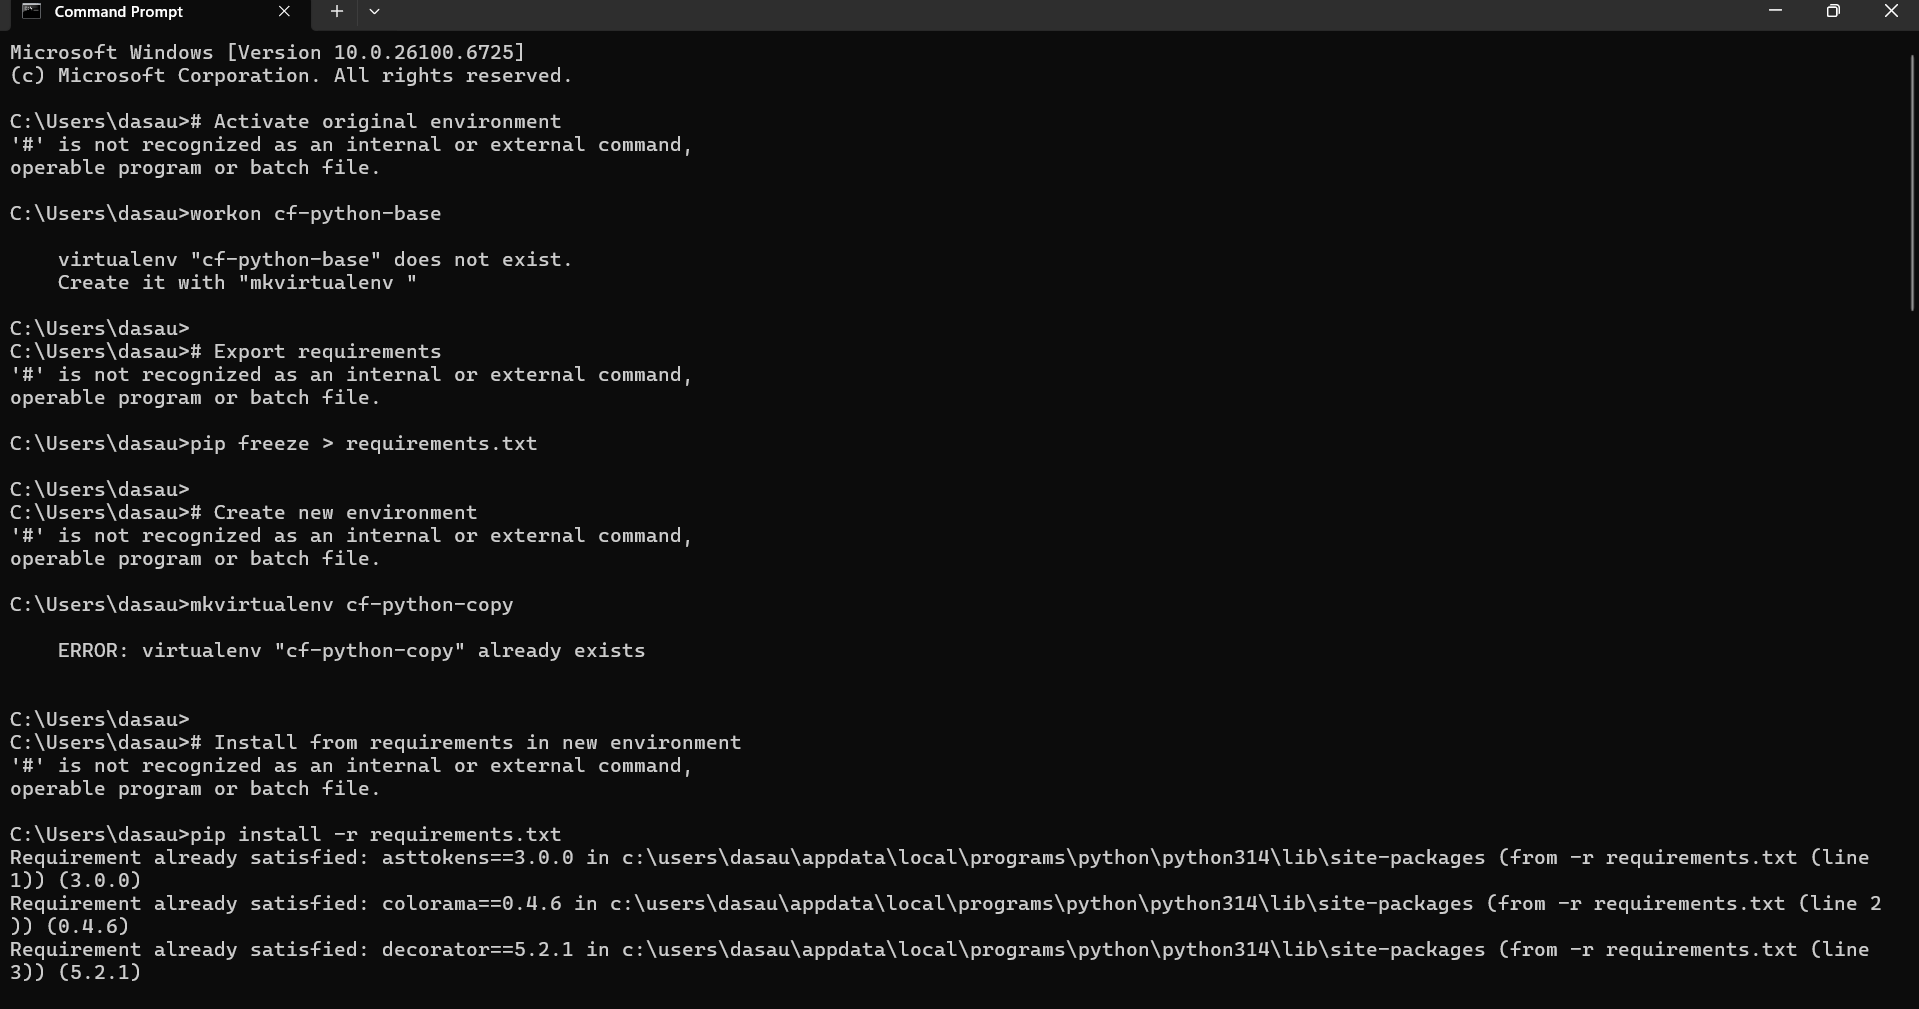 Command Prompt
Microsoft Windows [Version 10.0.26100.6725]
(c) Microsoft Corporation. All rights reserved.
C:\Users\dasau># Activate original environment
'#' is not recognized as an internal or external command,
operable program or batch file.
C:\Users\dasau>workon cf-python-base
virtualenv "cf-python-base" does not exist.
Create it with "mkvirtualenv "
C:\Users\dasau>
C:\Users\dasau># Export requirements
'#' is not recognized as an internal or external command,
operable program or batch file.
C:\Users\dasau>pip freeze > requirements.txt
C:\Users\dasau>
C:\Users\dasau># Create new environment
'#' is not recognized as an internal or external command,
operable program or batch file.
C:\Users\dasau>mkvirtualenv cf-python-copy
ERROR: virtualenv "cf-python-copy" already exists
C:\Users\dasau>
C:\Users\dasau># Install from requirements in new environment
'#' is not recognized as an internal or external command,
operable program or batch file.
C:\Users\dasau>pip install -r requirements.txt
Requirement already satisfied: asttokens==3.0.0 in c:\users\dasau\appdata\local\programs\python\python314\lib\site-packages (from -r requirements.txt (line
1)) (3.0.0)
Requirement already satisfied: colorama==0.4.6 in c:\users\dasau\appdata\local\programs\python\python314\lib\site-packages (from -r requirements.txt (line 2
)) (0.4.6)
Requirement already satisfied: decorator==5.2.1 in c:\users\dasau\appdata\local\programs\python\python314\lib\site-packages (from -r requirements.txt (line
3)) (5.2.1)